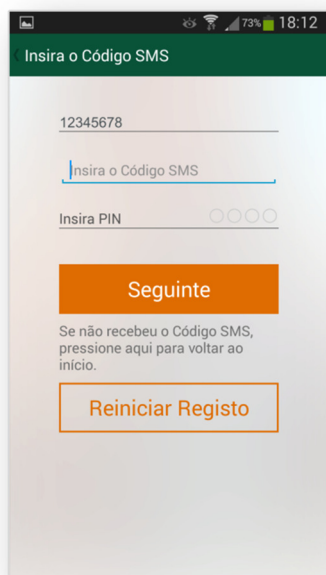 73% 18:12
Insira o Código SMS
12345678
Insira o Código SMS
Insira PIN
Seguinte
Se não recebeu o Código SMS,
pressione aqui para voltar ao
início.
Reiniciar Registo